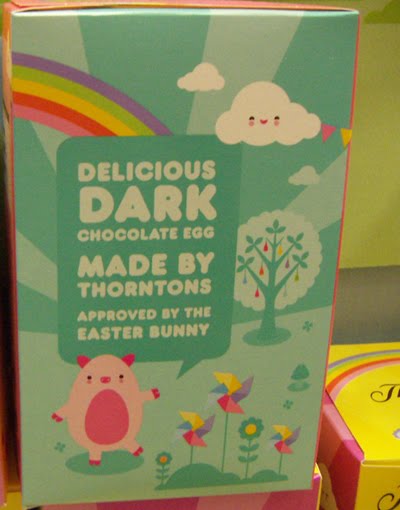 DELICIOUS
DARK
CHOCOLATE EGG
MADE BY
THORNTONS
APPROVED BY THE
EASTER BUNNY